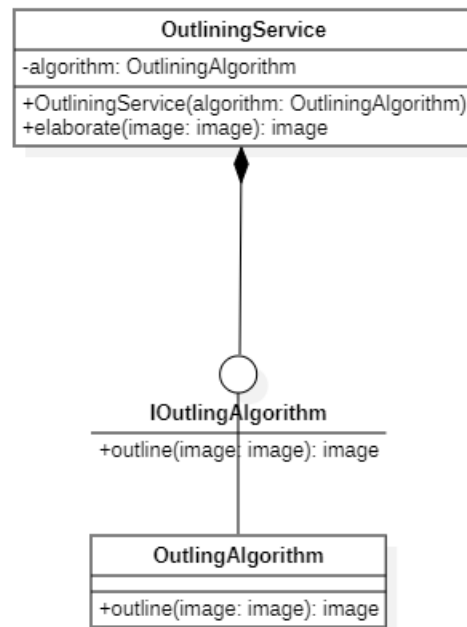 OutliningService
-algorithm: OutliningAlgorithm
+OutliningService(algorithm: OutliningAlgorithm)
+elaborate(image: image): image
IOutlingAlgorithm
+outline(image: image): image
OutlingAlgorithm
+outline(image: image): image